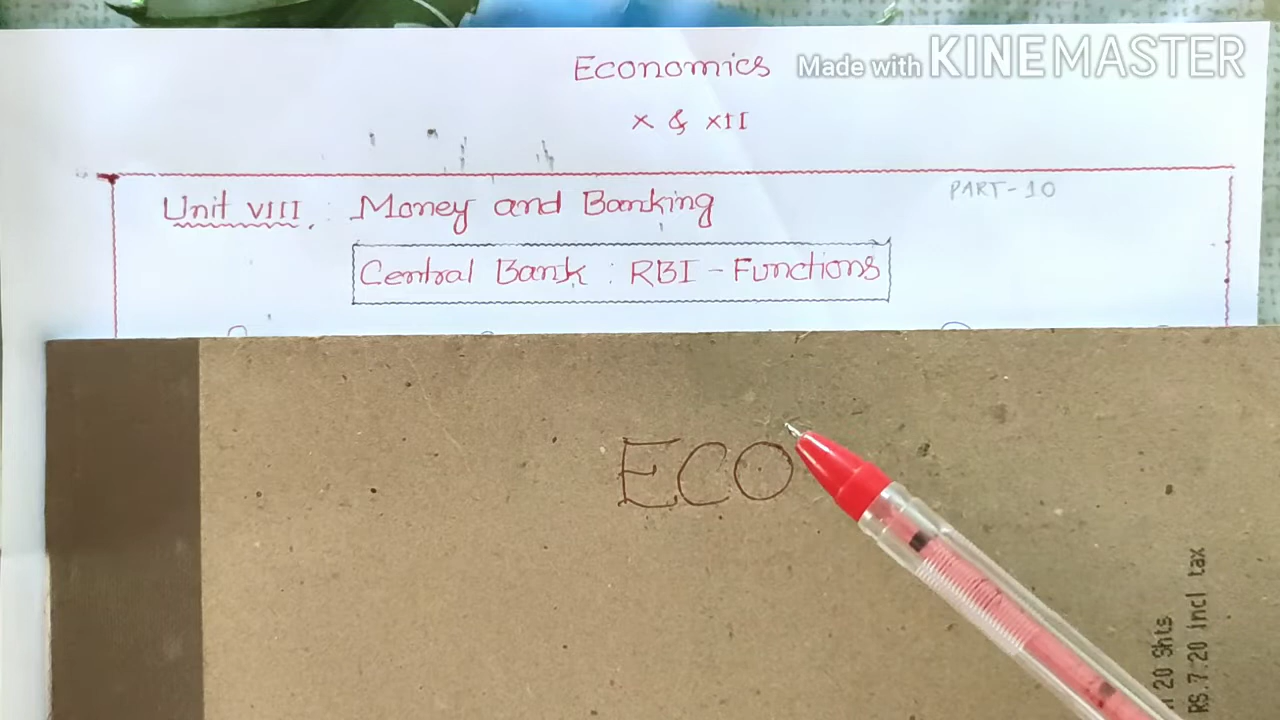 Economics
Made with KINEMASTER
X & XII
PART-10
Unit VIII : Money and Banking
Central Bank : RBI - Functions
ECO
20 Shts
RS.7.20 incl tax